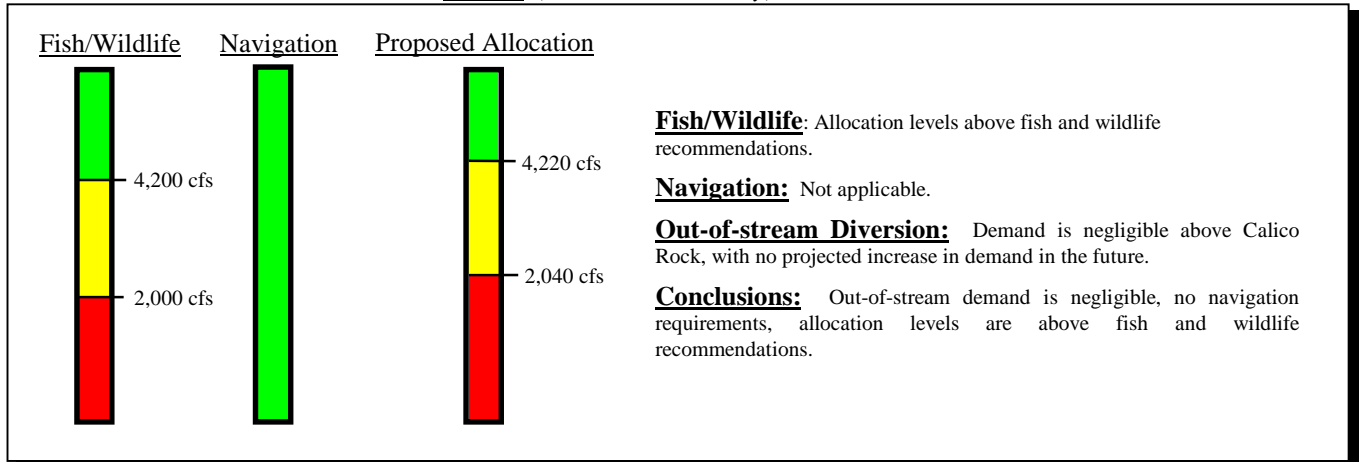 Fish/Wildlife Navigation Proposed Allocation
4,200 cfs
2,000 cfs
4,220 cfs
2,040 cfs
Fish/Wildlife: Allocation levels above fish and wildlife
recommendations.
Navigation: Not applicable.
Out-of-stream Diversion: Demand is negligible above Calico
Rock, with no projected increase in demand in the future.
Conclusions: Out-of-stream demand is negligible, no navigation
requirements, allocation levels are above fish and wildlife
recommendations.